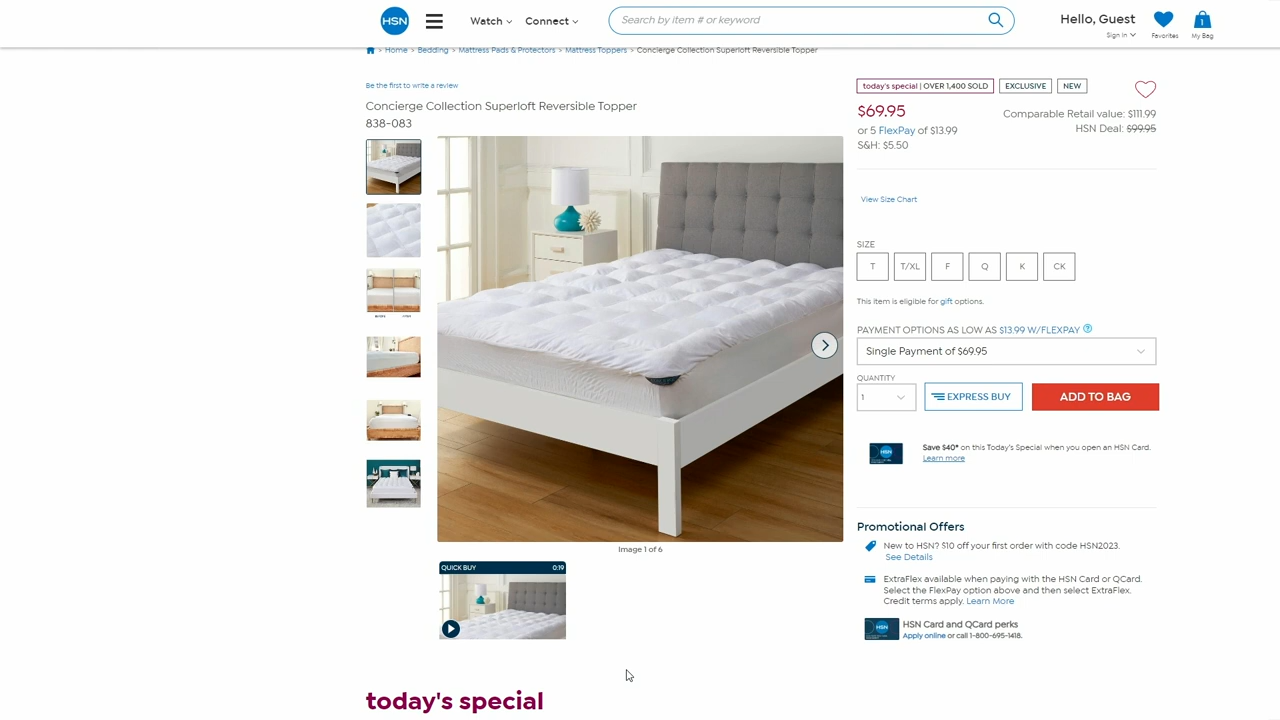 HSN
Watch
Connect
Search by item # or keyword
Hello, Guest
Sign In
Favorites
1
My Bag
> Home > Bedding > Mattress Pads & Protectors > Mattress Toppers > Concierge Collection Superloft Reversible Topper
Be the first to write a review
Concierge Collection Superloft Reversible Topper
838-083
Image 1 of 6
QUICK BUY 0:19
today's special | OVER 1,400 SOLD
EXCLUSIVE
NEW
$69.95
Comparable Retail value: $111.99
or 5 FlexPay of $13.99
HSN Deal: $99.95
S&H: $5.50
View Size Chart
SIZE
T
T/XL
F
Q
K
CK
This item is eligible for gift options.
PAYMENT OPTIONS AS LOW AS $13.99 W/FLEXPAY ?
Single Payment of $69.95
QUANTITY
1
EXPRESS BUY
ADD TO BAG
HSN
Save $40* on this Today's Special when you open an HSN Card.
Learn more
Promotional Offers
New to HSN? $10 off your first order with code HSN2023.
See Details
ExtraFlex available when paying with the HSN Card or QCard.
Select the FlexPay option above and then select ExtraFlex.
Credit terms apply. Learn More
HSN
HSN Card and QCard perks
Apply online or call 1-800-695-1418.
today's special